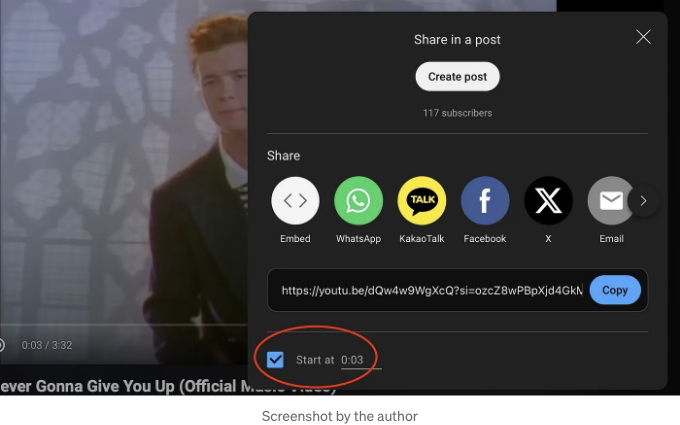 Share in a post
Create post
117 subscribers
Share
TALK
Embed
WhatsApp
KakaoTalk
Facebook
X
Email
https://youtu.be/dQw4w9WgXcQ?si=ozcZ8wPBpXjd4GkM
Copy
0:03 / 3:32
Start at 0:03
ever Gonna Give You Up (Official Music Video)
Screenshot by the author